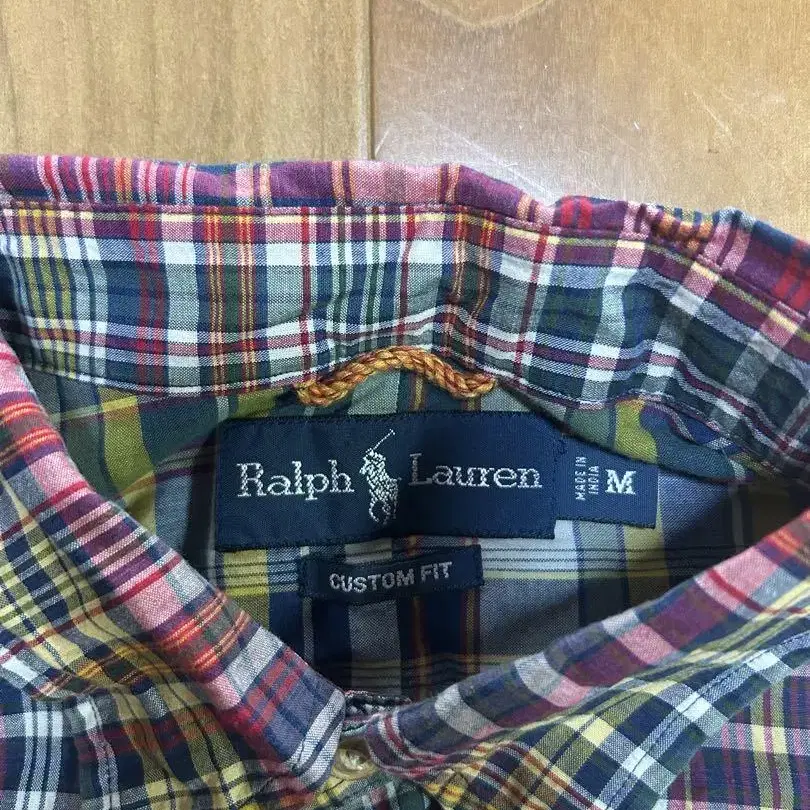 Ralph Lauren
MADE IN
INDIA
M
CUSTOM FIT